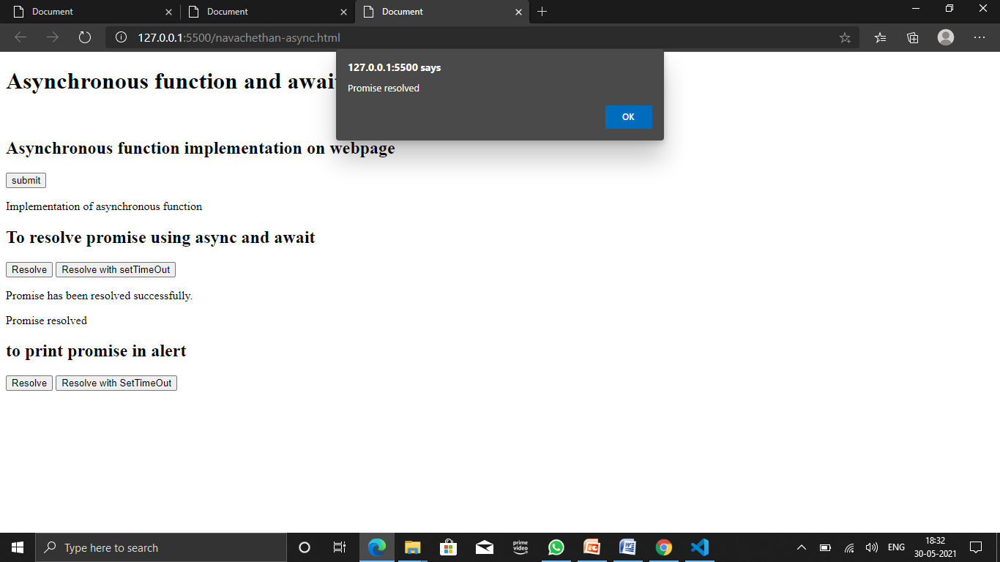 Document
Document
Document
127.0.0.1:5500/navachethan-async.html
127.0.0.1:5500 says
Promise resolved
OK
Asynchronous function and await
Asynchronous function implementation on webpage
submit
Implementation of asynchronous function
To resolve promise using async and await
Resolve
Resolve with setTimeOut
Promise has been resolved successfully.
Promise resolved
to print promise in alert
Resolve
Resolve with SetTimeOut
Type here to search
prime
video
ENG
18:32
30-05-2021